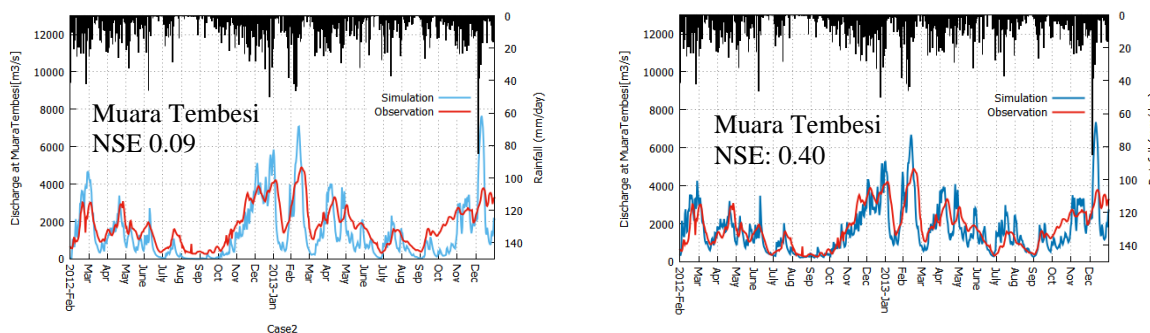 12000
10000
8000
6000
4000
2000
0
Discharge at MuaraTembesi[m3/s]
0
20
40
60
80
100
120
140
Rainfall (mm/day)
Simulation
Observation
Muara Tembesi
NSE 0.09
2012-Feb
Mar
Apr
May
June
July
Aug
Sep
Oct
Nov
Dec
2013-Jan
Feb
Mar
Apr
May
June
July
Aug
Sep
Oct
Nov
Dec
Case2
12000
10000
8000
6000
4000
2000
0
Discharge at MuaraTembesi[m3/s]
0
20
40
60
80
100
120
140
Simulation
Observation
Muara Tembesi
NSE: 0.40
2012-Feb
Mar
Apr
May
June
July
Aug
Sep
Oct
Nov
Dec
2013-Jan
Feb
Mar
Apr
May
June
July
Aug
Sep
Oct
Nov
Dec